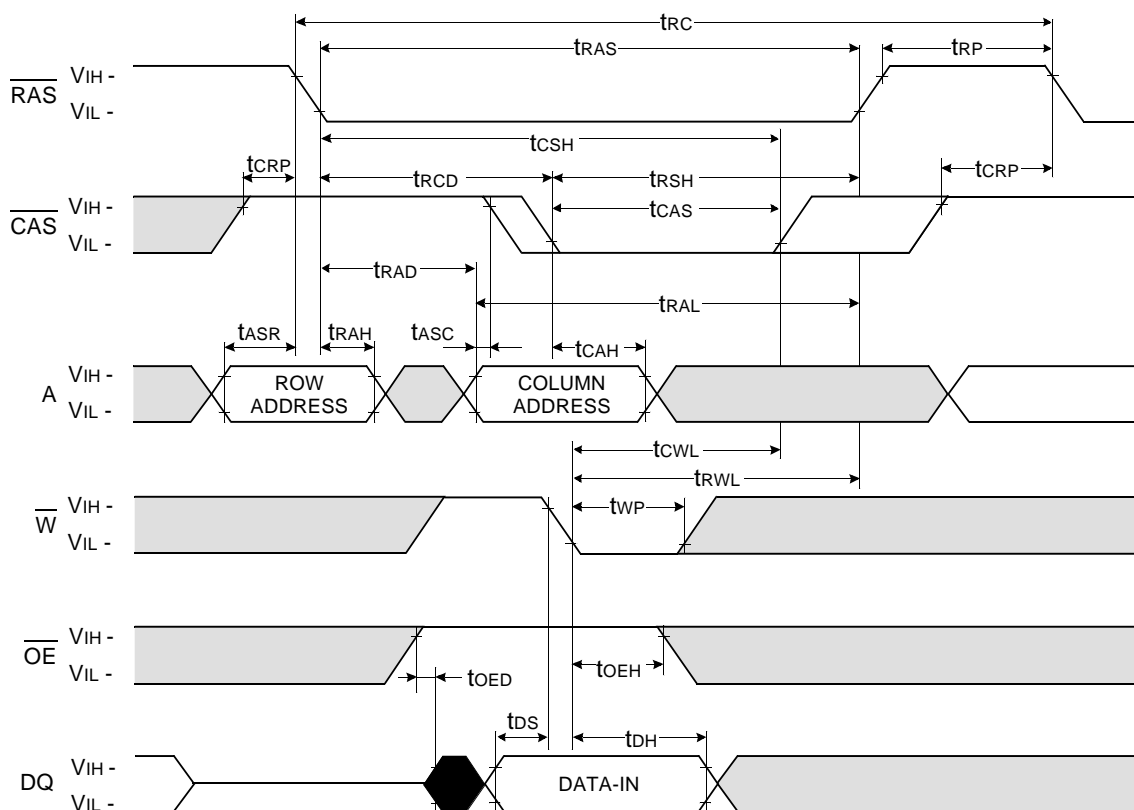 tRC
tRAS
tRP
RAS
VIH -
VIL -
tCSH
tCRP
tRCD
tRSH
tCRP
CAS
VIH -
VIL -
tCAS
tRAD
tRAL
tASR
tRAH
tASC
tCAH
A
VIH -
VIL -
ROW
ADDRESS
COLUMN
ADDRESS
tCWL
tRWL
W
VIH -
VIL -
tWP
OE
VIH -
VIL -
tOED
tOEH
tDS
tDH
DQ
VIH -
VIL -
DATA-IN